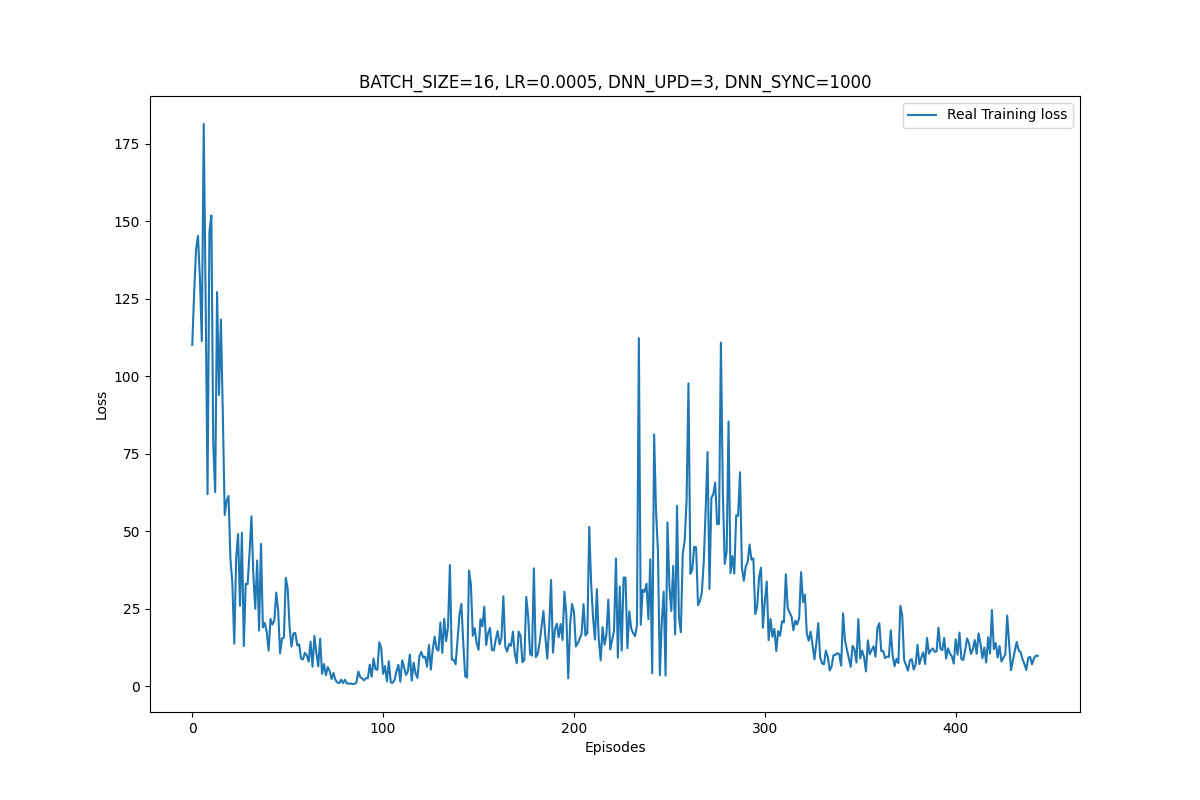 BATCH_SIZE=16, LR=0.0005, DNN_UPD=3, DNN_SYNC=1000
Real Training loss
175
150
125
100
75
50
25
0
Loss
0 100 200 300 400
Episodes